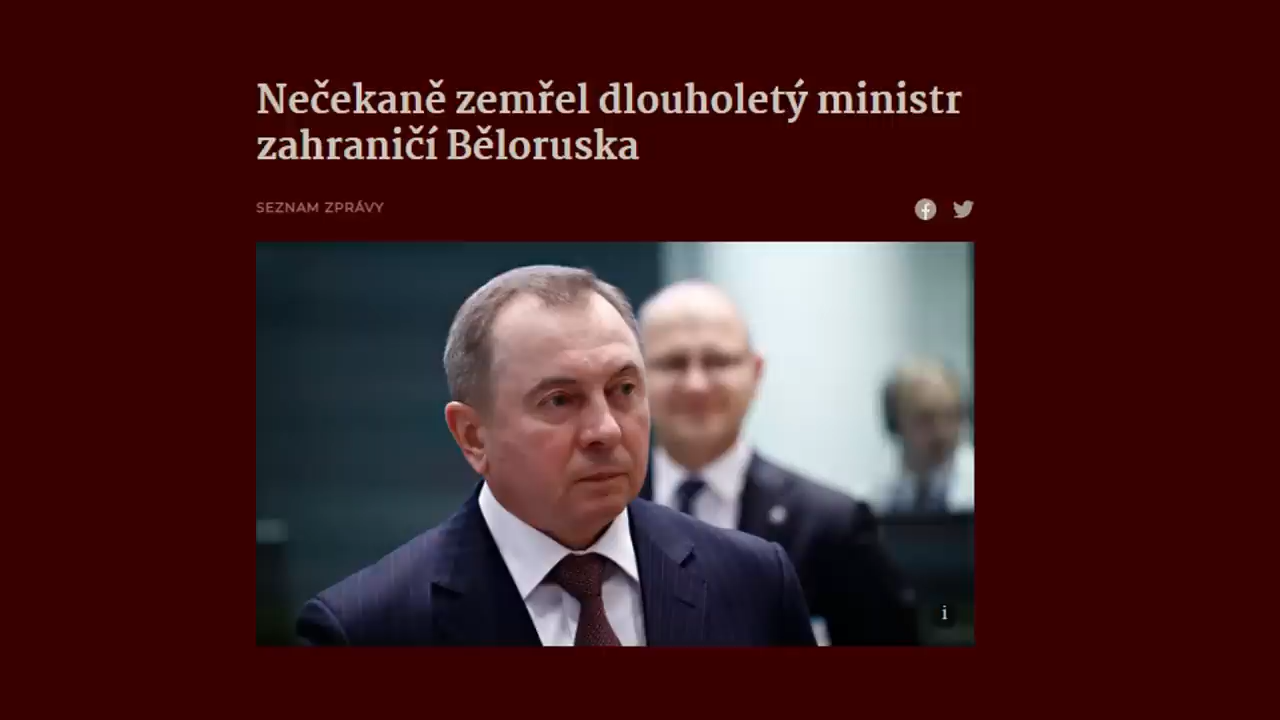 Nečekaně zemřel dlouholetý ministr
zahraničí Běloruska
SEZNAM ZPRÁVY
i